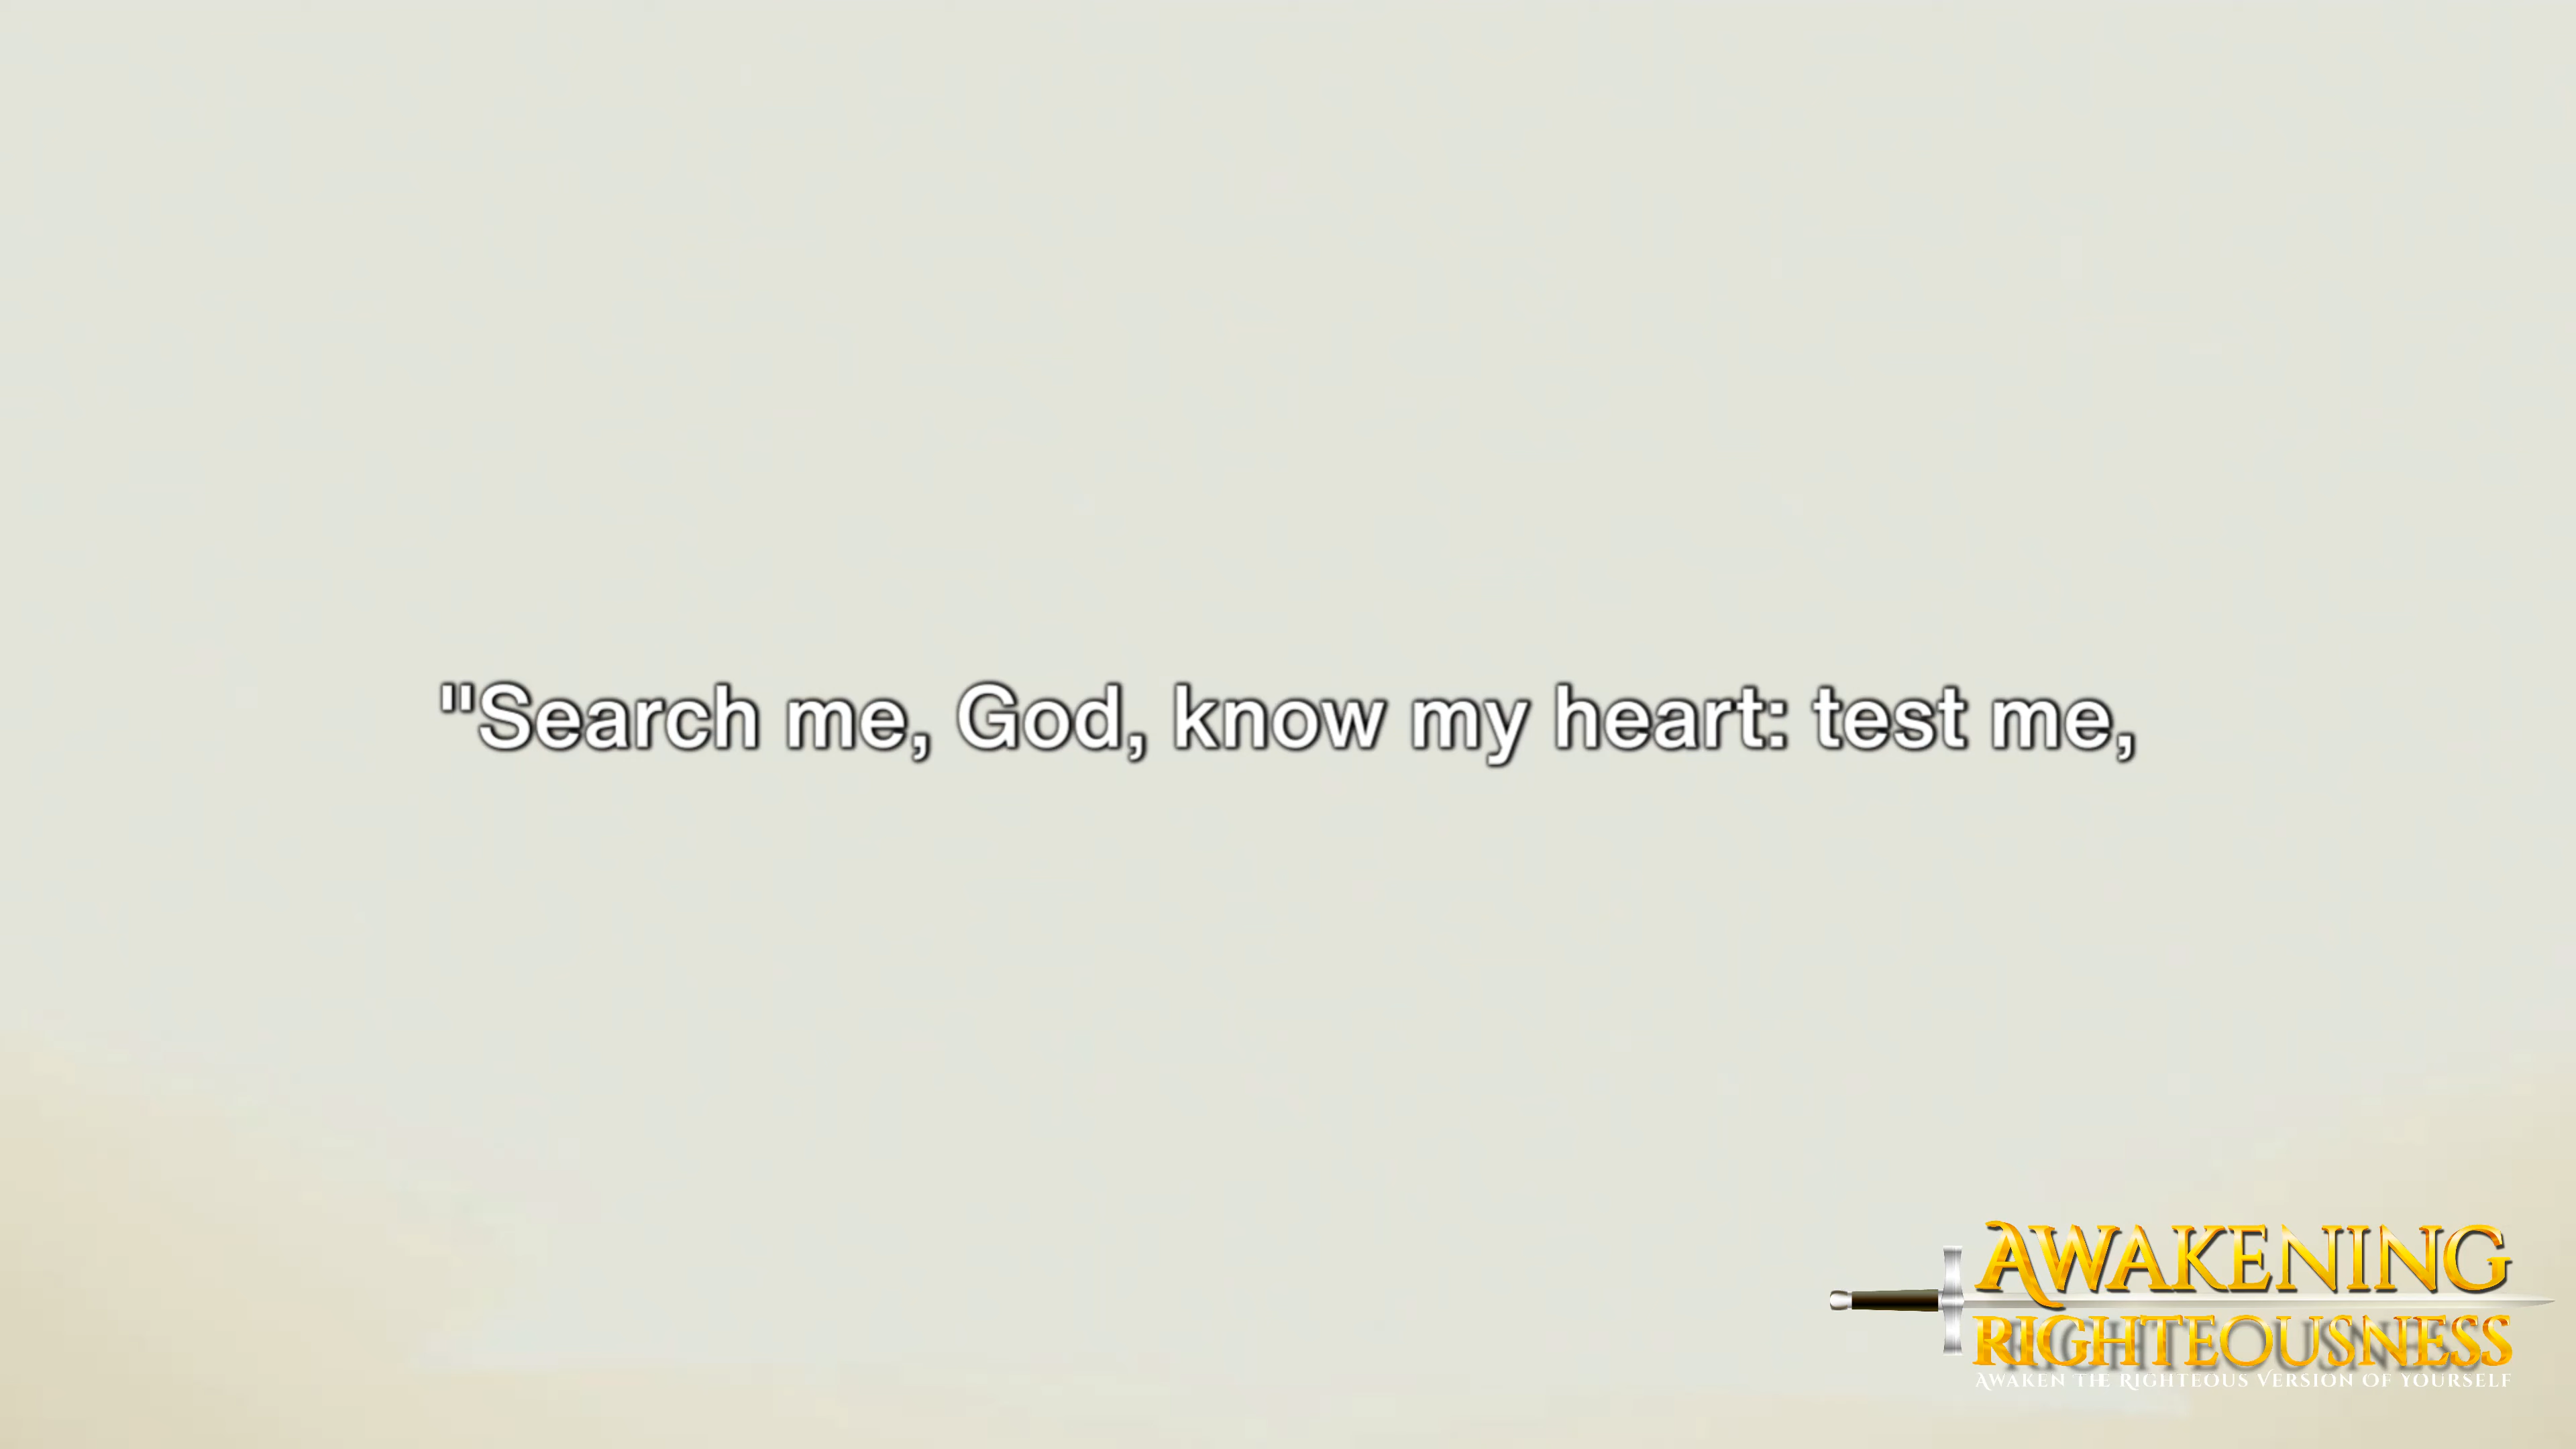 "Search me, God, know my heart: test me,
AWAKENING
RIGHTEOUSNESS
AWAKEN THE RIGHTEOUS VERSION OF YOURSELF